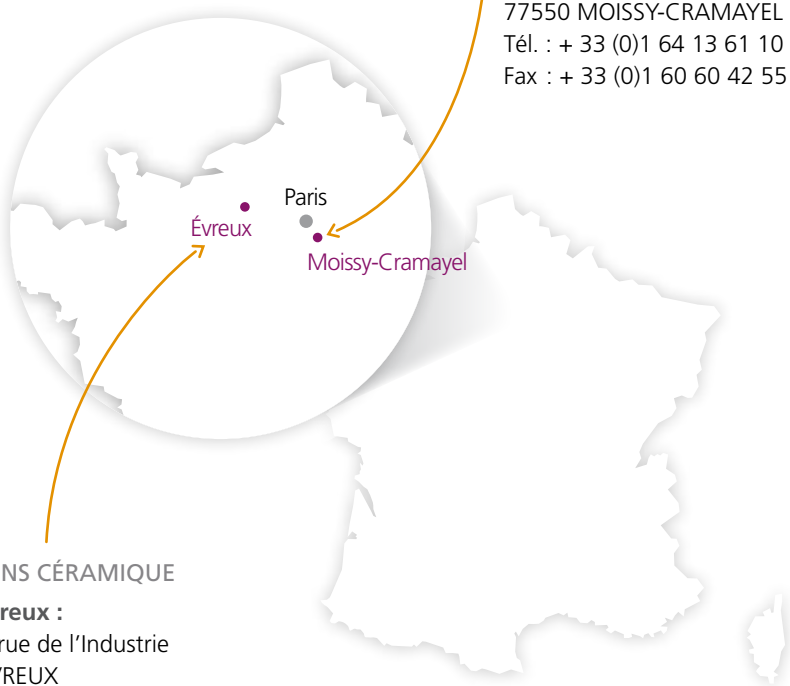 77550 MOISSY-CRAMAYEL
Tél. : + 33 (0)1 64 13 61 10
Fax : + 33 (0)1 60 60 42 55
Paris
Évreux
Moissy-Cramayel
NS CÉRAMIQUE
reux :
rue de l’Industrie
VREUX